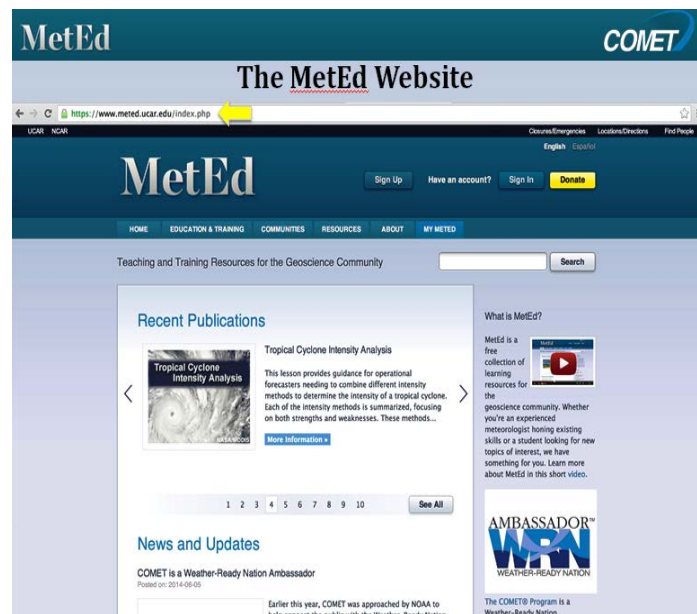 MetEd
COMET
The MetEd Website
https://www.meted.ucar.edu/index.php
UCAR NCAR
Closures/Emergencies Locations/Directions Find People
English Español
MetEd
Sign Up Have an account? Sign In Donate
HOME EDUCATION & TRAINING COMMUNITIES RESOURCES ABOUT MY METED
Teaching and Training Resources for the Geoscience Community
Search
Recent Publications
Tropical Cyclone
Intensity Analysis
NASA/MODIS
Tropical Cyclone Intensity Analysis
This lesson provides guidance for operational
forecasters needing to combine different intensity
methods to determine the intensity of a tropical cyclone.
Each of the intensity methods is summarized, focusing
on both strengths and weaknesses. These methods...
More Information »
1 2 3 4 5 6 7 8 9 10
See All
News and Updates
COMET is a Weather-Ready Nation Ambassador
Posted on: 2014-06-05
Earlier this year, COMET was approached by NOAA to
What is MetEd?
MetEd is a
free
collection of
learning
resources for
the
geoscience community. Whether
you're an experienced
meteorologist honing existing
skills or a student looking for new
topics of interest, we have
something for you. Learn more
about MetEd in this short video.
AMBASSADOR™
WRN
WEATHER-READY NATION
The COMET® Program is a
Weather-Ready Nation